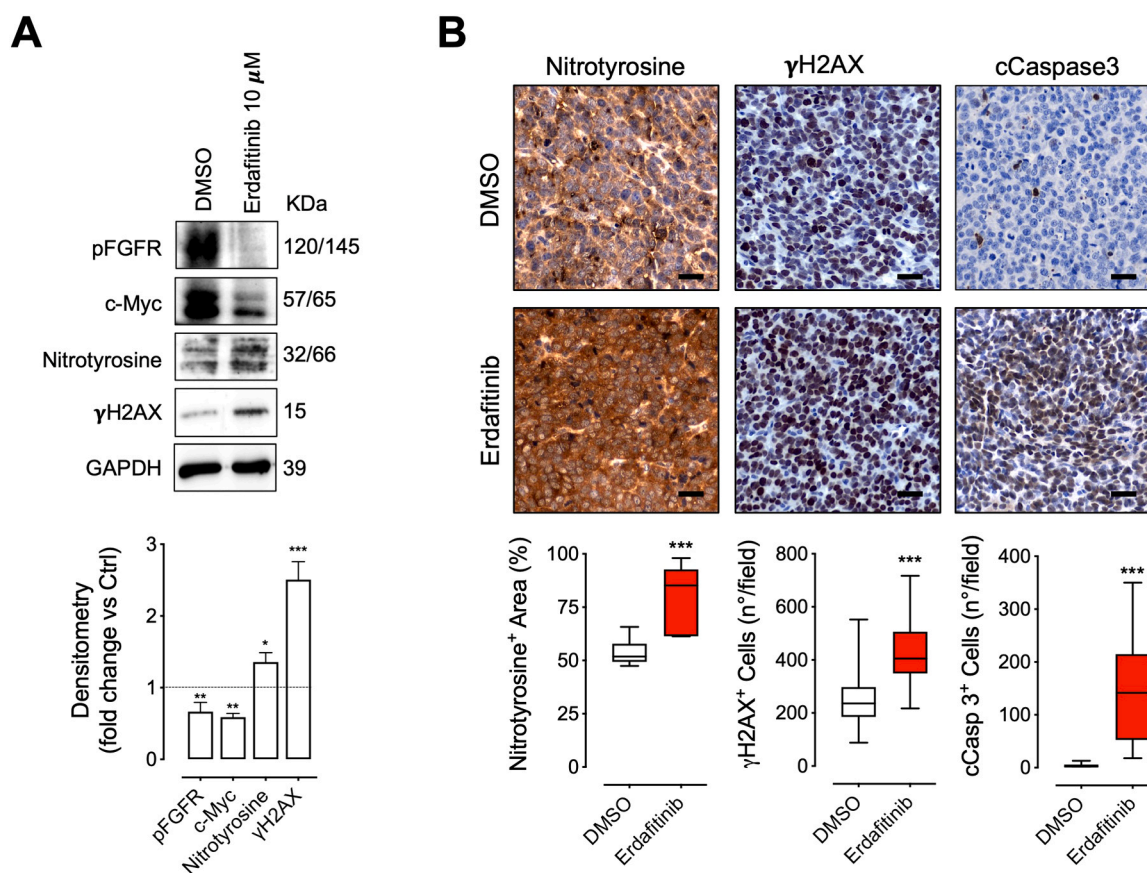 A
DMSO
Erdafitinib 10 µM
KDa
pFGFR
120/145
c-Myc
57/65
Nitrotyrosine
32/66
γH2AX
15
GAPDH
39
Densitometry
(fold change vs Ctrl)
3
2
1
0
**
**
*
***
pFGFR
c-Myc
Nitrotyrosine
γH2AX
B
Nitrotyrosine
γH2AX
cCaspase3
DMSO
Erdafitinib
Nitrotyrosine⁺ Area (%)
100
75
50
25
0
***
DMSO
Erdafitinib
γH2AX⁺ Cells (n°/field)
800
600
400
200
0
***
DMSO
Erdafitinib
cCasp 3⁺ Cells (n°/field)
400
300
150
100
0
***
DMSO
Erdafitinib